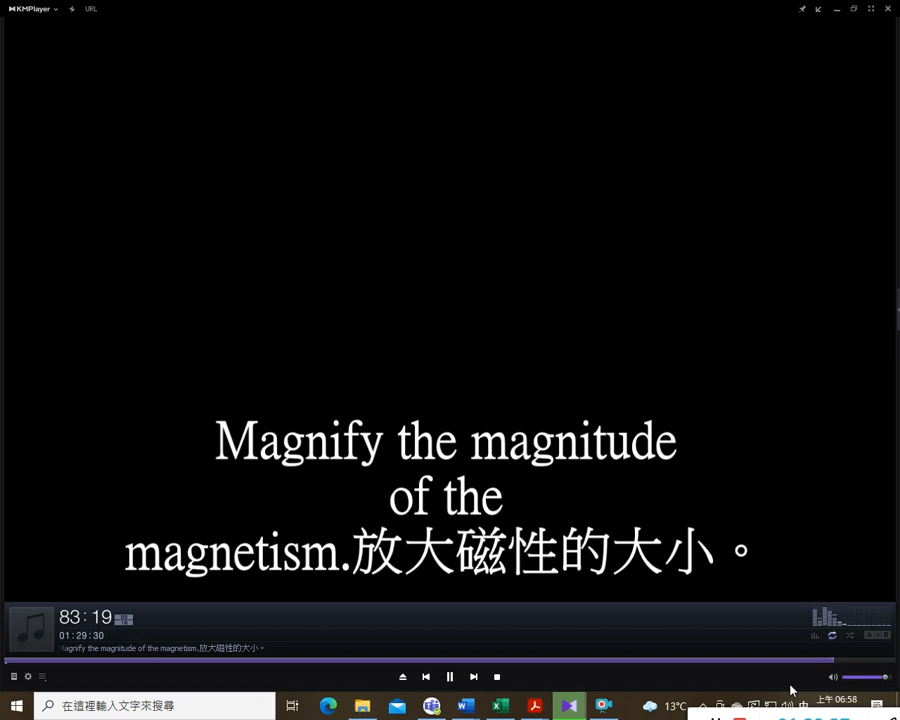 KMPlayer
URL
Magnify the magnitude
of the
magnetism.放大磁性的大小。
83:19
01:29:30
agnify the magnitude of the magnetism.放大磁性的大小。
A B
在這裡輸入文字來搜尋
13°C
中
上午 06:58